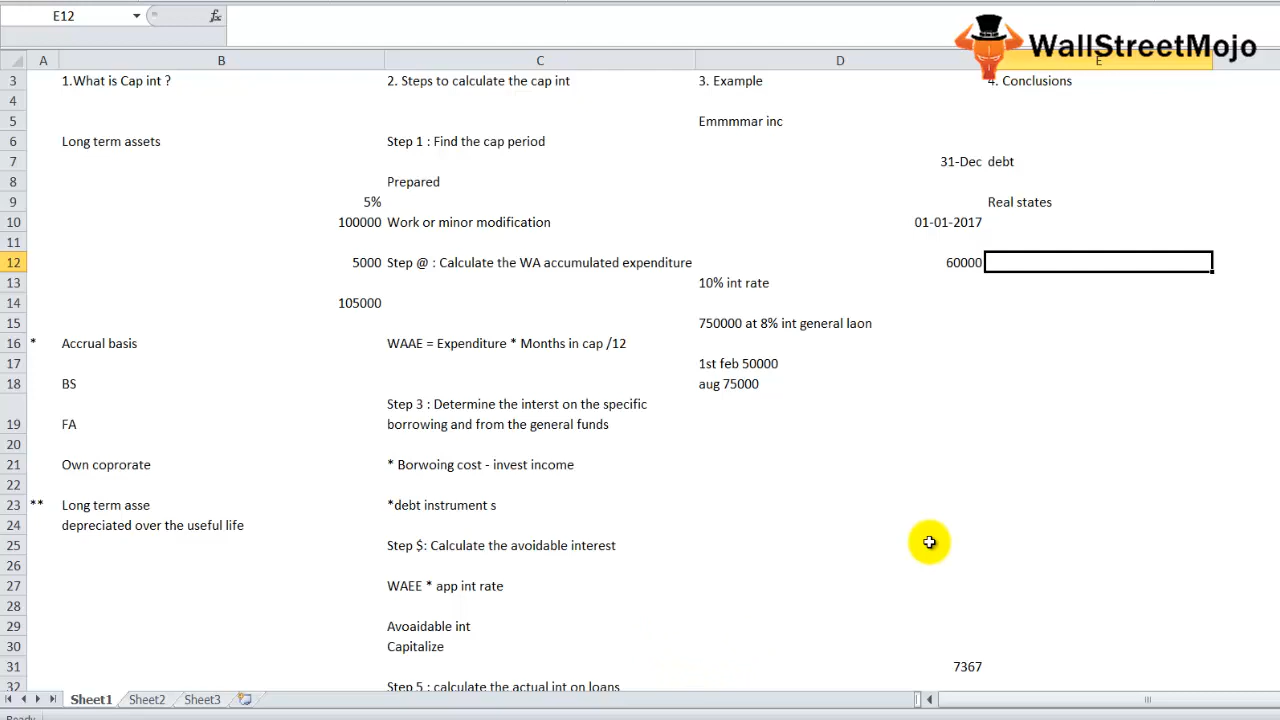 E12
fx
WallStreetMojo
A B C D E
3 1.What is Cap int ? 2. Steps to calculate the cap int 3. Example 4. Conclusions
4
5 Emmmmar inc
6 Long term assets Step 1 : Find the cap period
7 31-Dec debt
8 Prepared
9 5% Real states
10 100000 Work or minor modification 01-01-2017
11
12 5000 Step @ : Calculate the WA accumulated expenditure 60000
13 10% int rate
14 105000
15 750000 at 8% int general laon
16 * Accrual basis WAAE = Expenditure * Months in cap /12
17 1st feb 50000
18 BS aug 75000
Step 3 : Determine the interst on the specific
19 FA borrowing and from the general funds
20
21 Own coprorate * Borwoing cost - invest income
22
23 ** Long term asse *debt instrument s
24 depreciated over the useful life
25 Step $: Calculate the avoidable interest
26
27 WAEE * app int rate
28
29 Avoaidable int
30 Capitalize
31 7367
32 Step 5 : calculate the actual int on loans
Sheet1 Sheet2 Sheet3
Ready